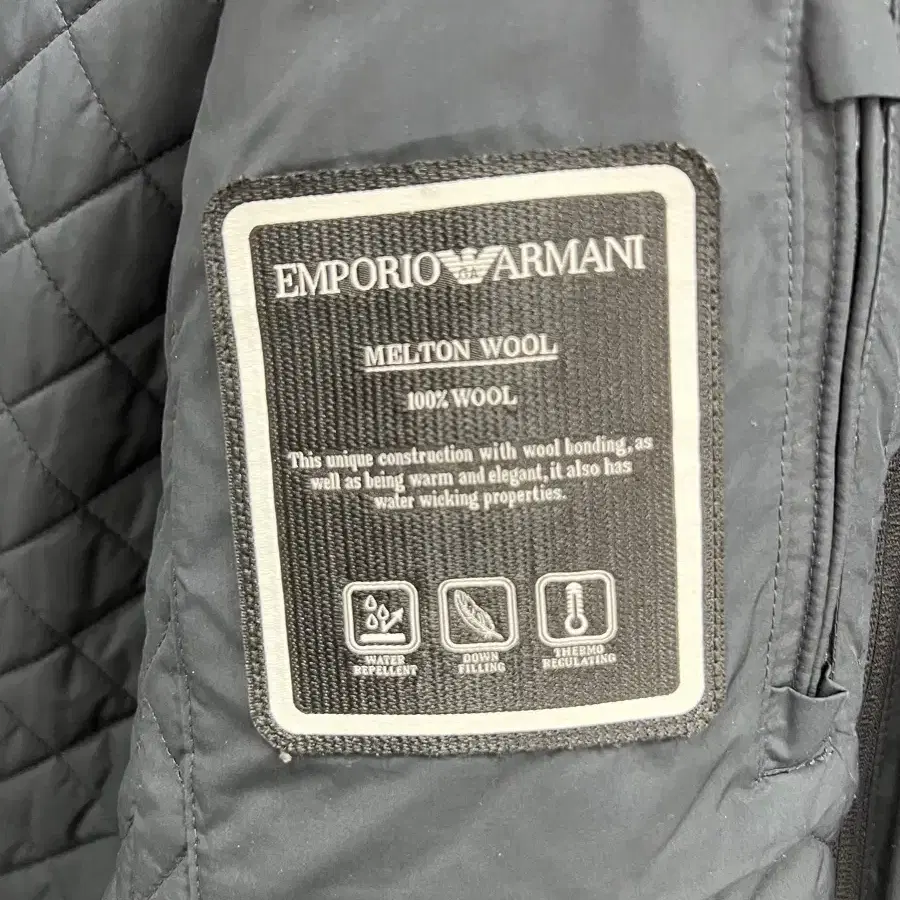 EMPORIO ARMANI
MELTON WOOL
100% WOOL
This unique construction with wool bonding, as
well as being warm and elegant, it also has
water wicking properties.
WATER
REPELLENT
DOWN
FILLING
THERMO
REGULATING